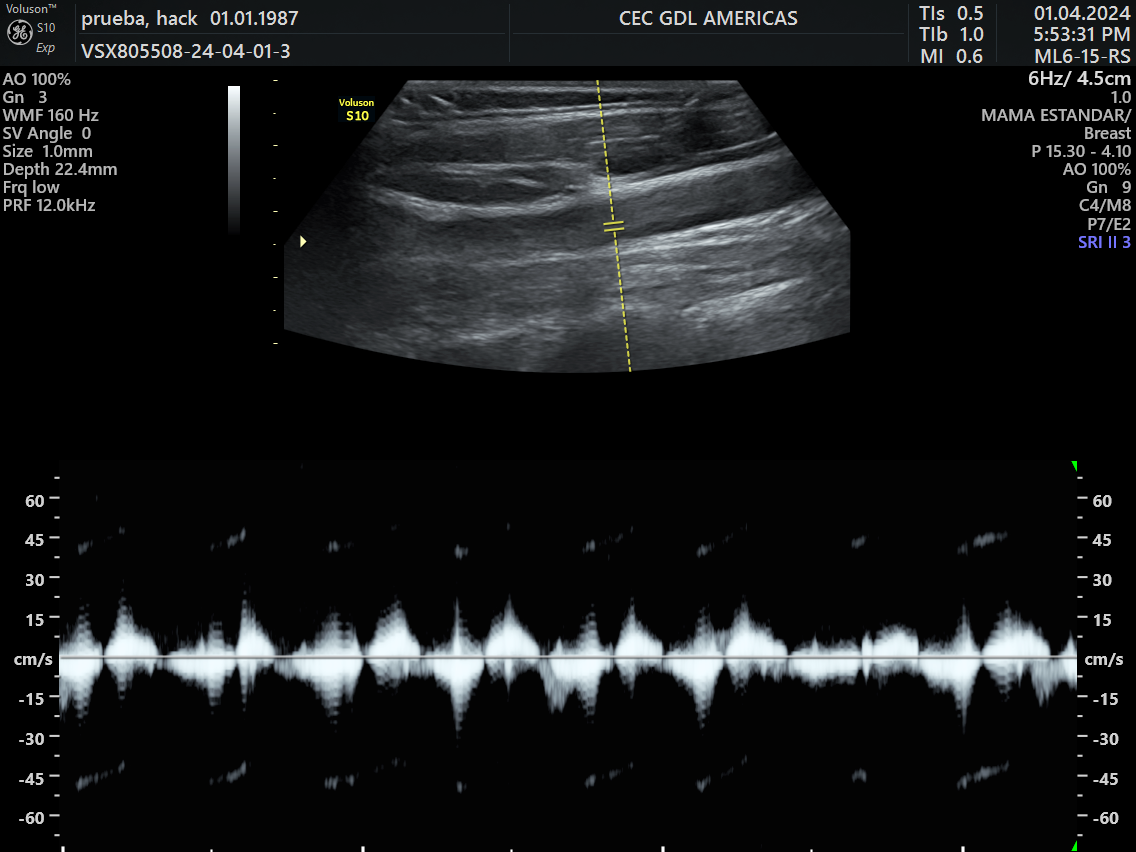 Voluson™
S10
Exp
prueba, hack 01.01.1987
VSX805508-24-04-01-3
CEC GDL AMERICAS
TIs 0.5
TIb 1.0
MI 0.6
01.04.2024
5:53:31 PM
ML6-15-RS
AO 100%
Gn 3
WMF 160 Hz
SV Angle 0
Size 1.0mm
Depth 22.4mm
Frq low
PRF 12.0kHz
Voluson
S10
6Hz/ 4.5cm
1.0
MAMA ESTANDAR/
Breast
P 15.30 - 4.10
AO 100%
Gn 9
C4/M8
P7/E2
SRI II 3
60
45
30
15
cm/s
-15
-30
-45
-60
60
45
30
15
cm/s
-15
-30
-45
-60